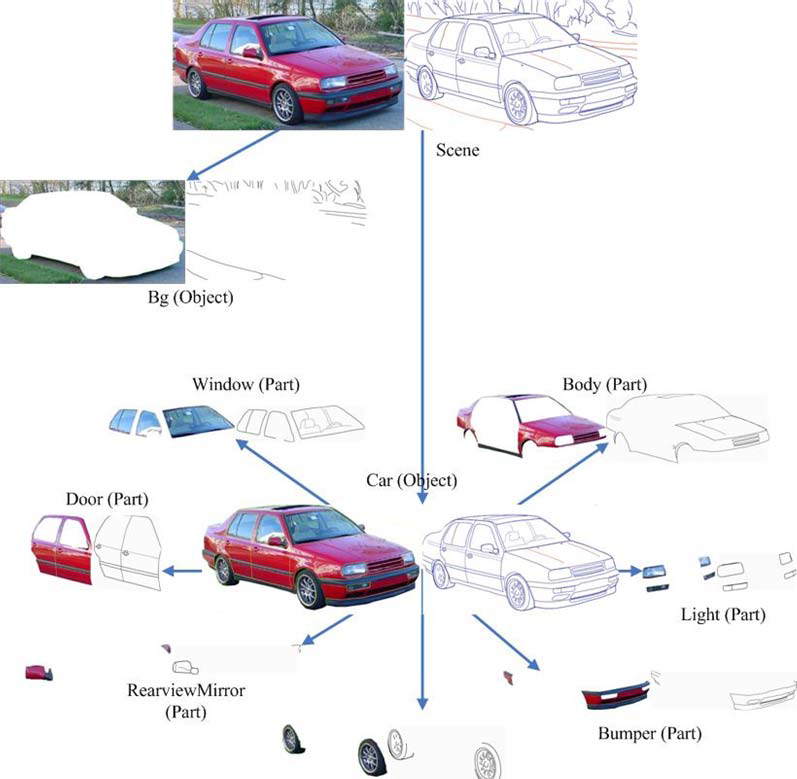 Scene
Bg (Object)
Window (Part)
Body (Part)
Car (Object)
Door (Part)
Light (Part)
RearviewMirror
(Part)
Bumper (Part)